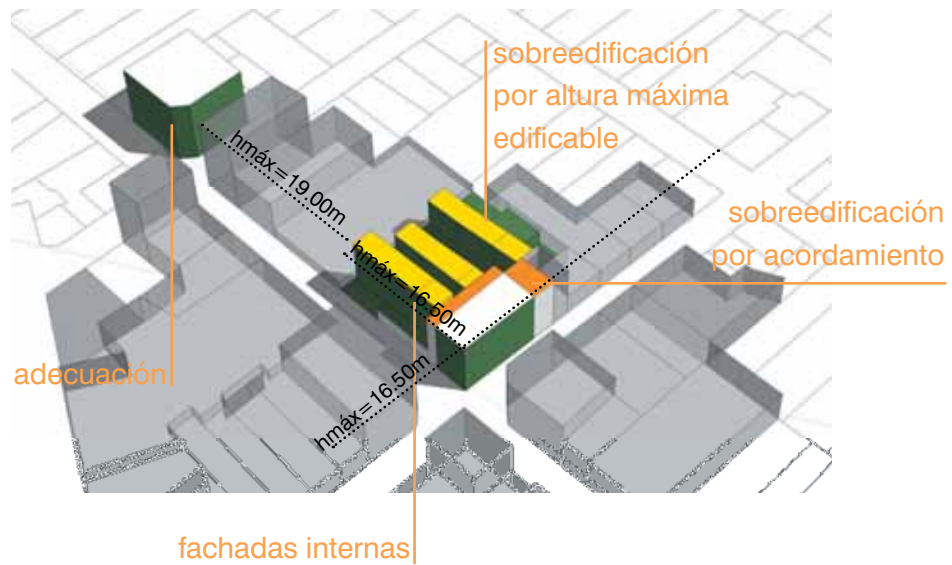 sobreedificación
por altura máxima
edificable
hmáx=19.00m
sobreedificación
por acordamiento
hmáx=16.50m
adecuación
hmáx=16.50m
fachadas internas